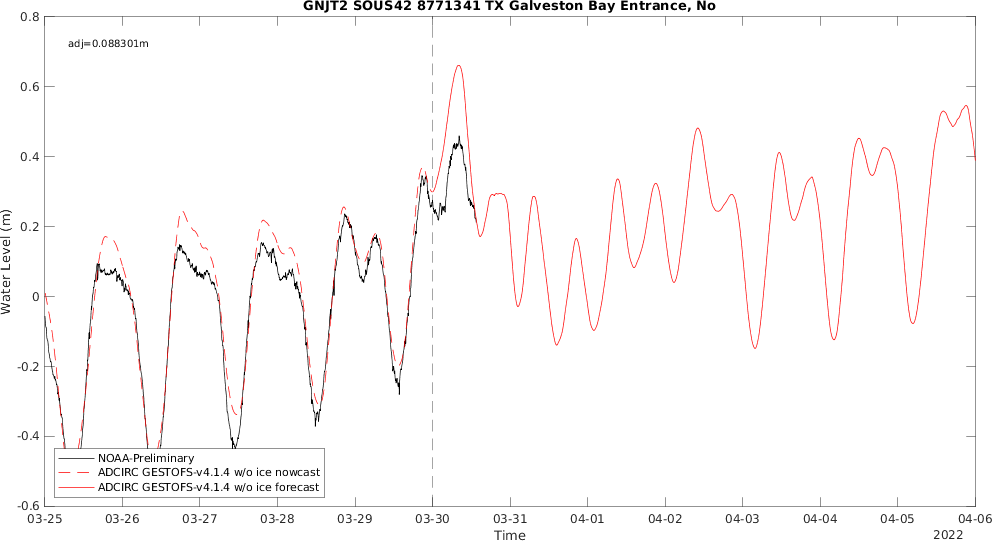 GNJT2 SOUS42 8771341 TX Galveston Bay Entrance, No
adj=0.088301m
Water Level (m)
0.8
0.6
0.4
0.2
0
-0.2
-0.4
-0.6
NOAA-Preliminary
ADCIRC GESTOFS-v4.1.4 w/o ice nowcast
ADCIRC GESTOFS-v4.1.4 w/o ice forecast
03-25 03-26 03-27 03-28 03-29 03-30 03-31 04-01 04-02 04-03 04-04 04-05 04-06
Time
2022